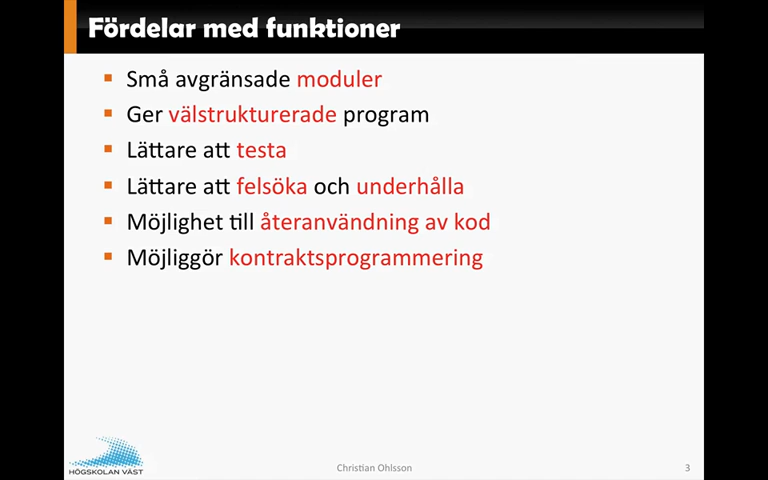 Fördelar med funktioner
Små avgränsade moduler
Ger välstrukturerade program
Lättare att testa
Lättare att felsöka och underhålla
Möjlighet till återanvändning av kod
Möjliggör kontraktsprogrammering
HÖGSKOLAN VÄST
Christian Ohlsson
3